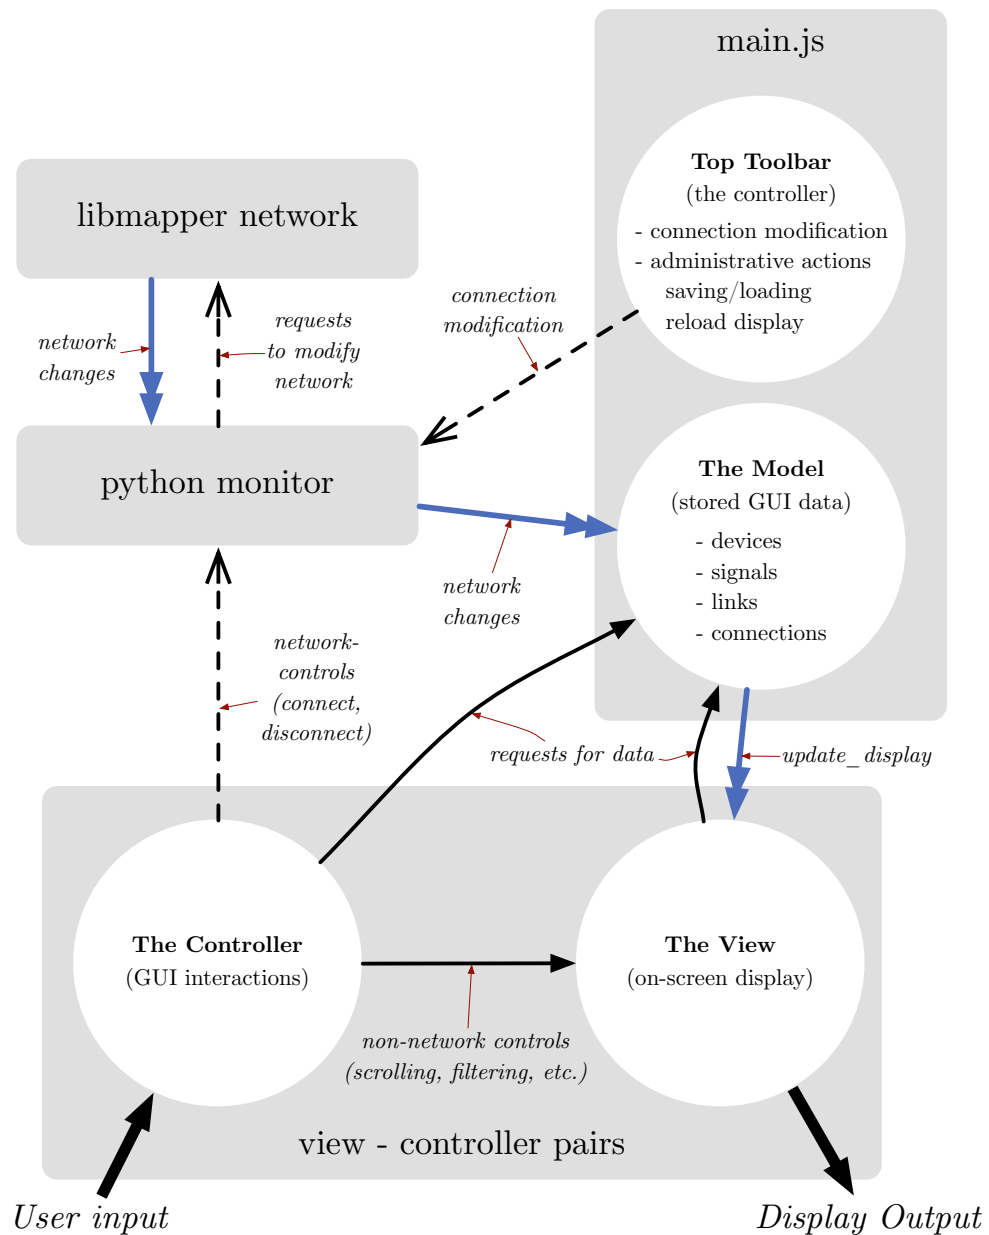 main.js
Top Toolbar
(the controller)
- connection modification
- administrative actions
saving/loading
reload display
libmapper network
connection
modification
requests
to modify
network
network
changes
The Model
(stored GUI data)
- devices
- signals
- links
- connections
python monitor
network
changes
network-
controls
(connect,
disconnect)
requests for data
update_display
The Controller
(GUI interactions)
The View
(on-screen display)
non-network controls
(scrolling, filtering, etc.)
view - controller pairs
User input
Display Output